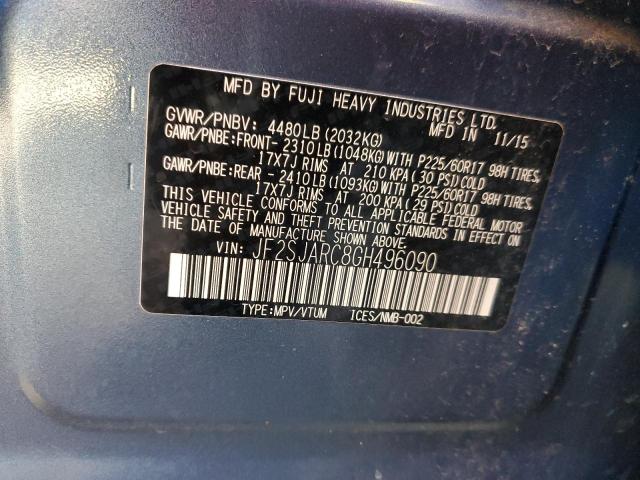 MFD BY FUJI HEAVY INDUSTRIES LTD.
GVWR/PNBV: 4480LB(2032KG) MFD IN 11/15
GAWR/PNBE:FRONT- 2310LB(1048KG)WITH P225/60R17 98H TIRES,
17X7J RIMS AT 210 KPA(30 PSI)COLD
GAWR/PNBE:REAR - 2410LB(1093KG)WITH P225/60R17 98H TIRES,
17X7J RIMS AT 200 KPA(29 PSI)COLD
THIS VEHICLE CONFORMS TO ALL APPLICABLE FEDERAL MOTOR
VEHICLE SAFETY AND THEFT PREVENTION STANDARDS IN EFFECT ON
THE DATE OF MANUFACTURE SHOWN ABOVE.
VIN: JF2SJARC8GH496090
TYPE:MPV/VTUM ICES/NMB-002